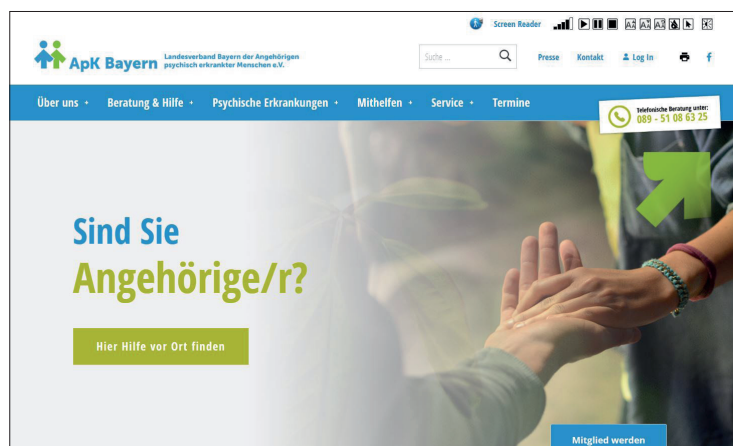 Screen Reader
ApK Bayern
Landesverband Bayern der Angehörigen
psychisch erkrankter Menschen e.V.
Suche ...
Presse
Kontakt
Log In
f
Über uns +
Beratung & Hilfe +
Psychische Erkrankungen +
Mithelfen +
Service +
Termine
Telefonische Beratung unter:
089 - 51 08 63 25
Sind Sie
Angehörige/r?
Hier Hilfe vor Ort finden
Mitglied werden